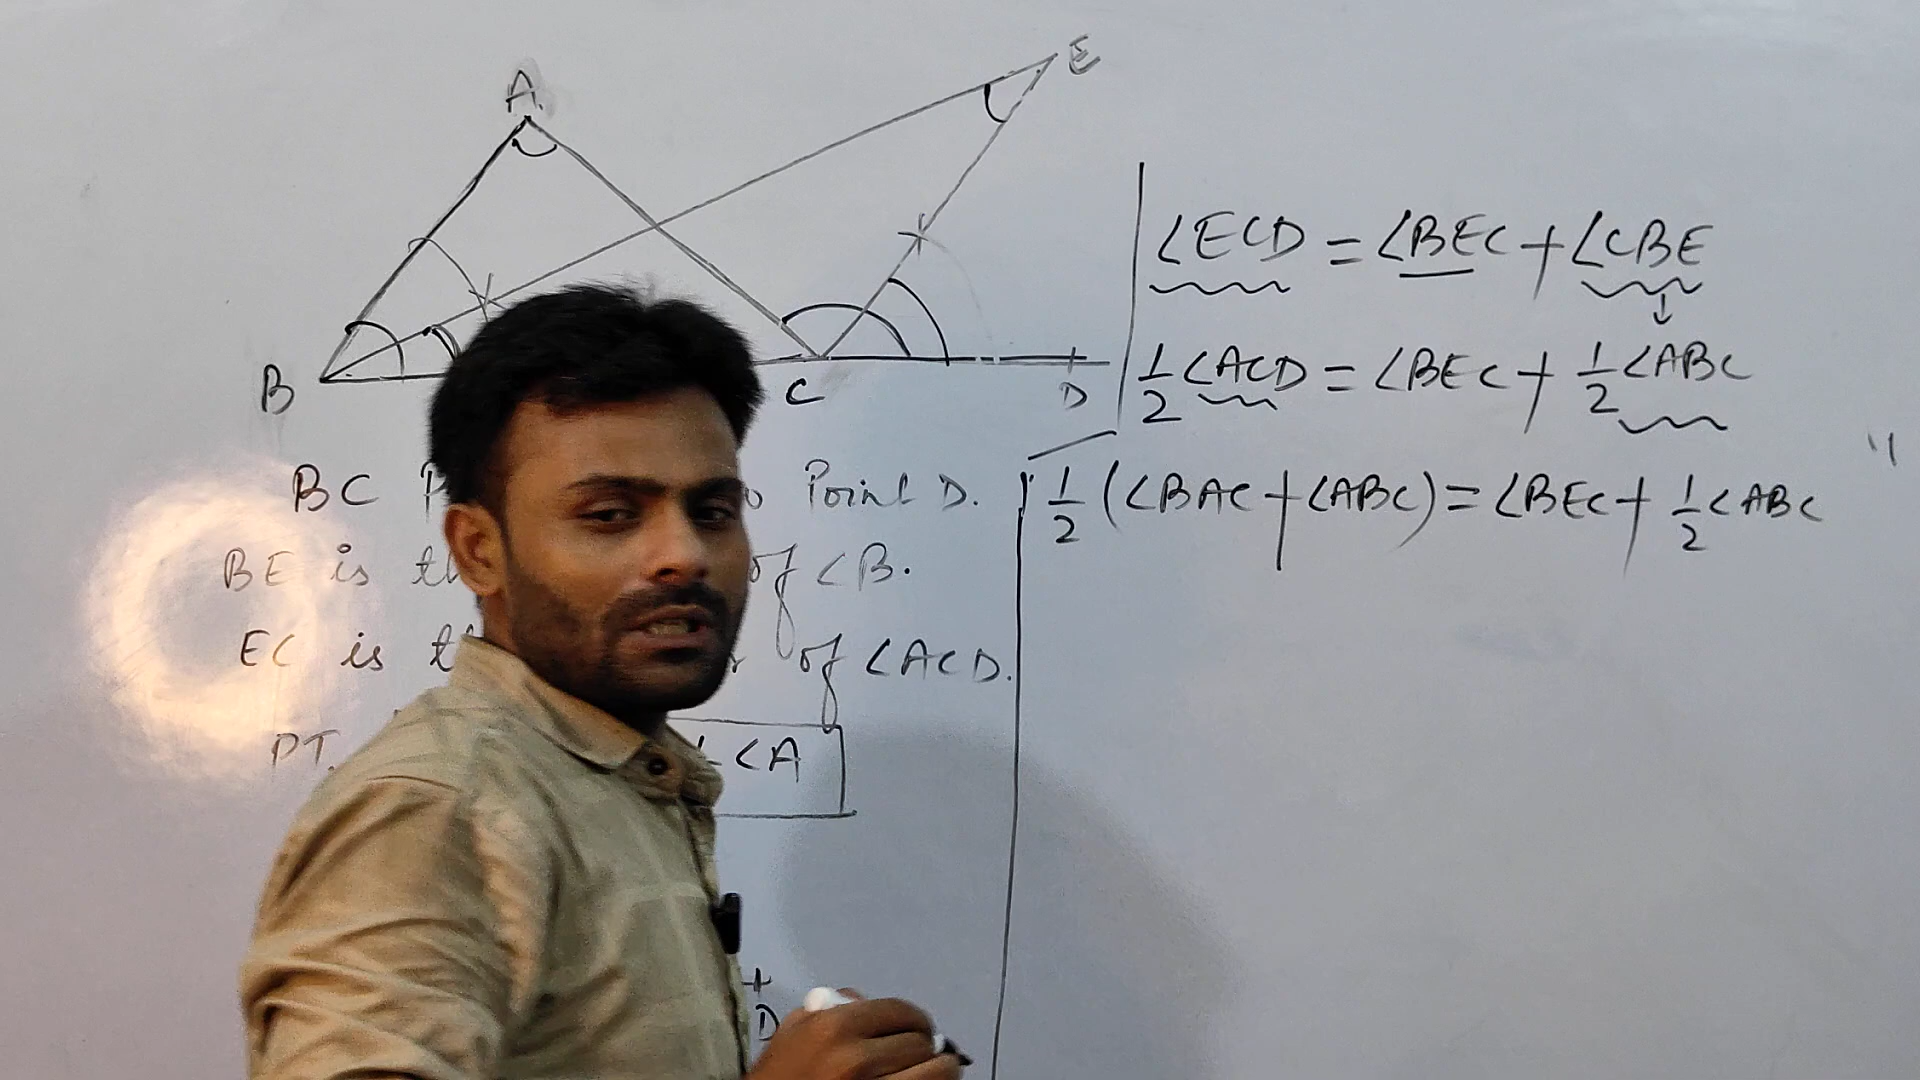 A
E
B
C
D
BC Point D.
BE is of ∠B.
EC is of ∠ACD.
PT. ∠A
D
∠ECD = ∠BEC + ∠CBE
1/2 ∠ACD = ∠BEC + 1/2 ∠ABC
1/2 (∠BAC + ∠ABC) = ∠BEC + 1/2 ∠ABC